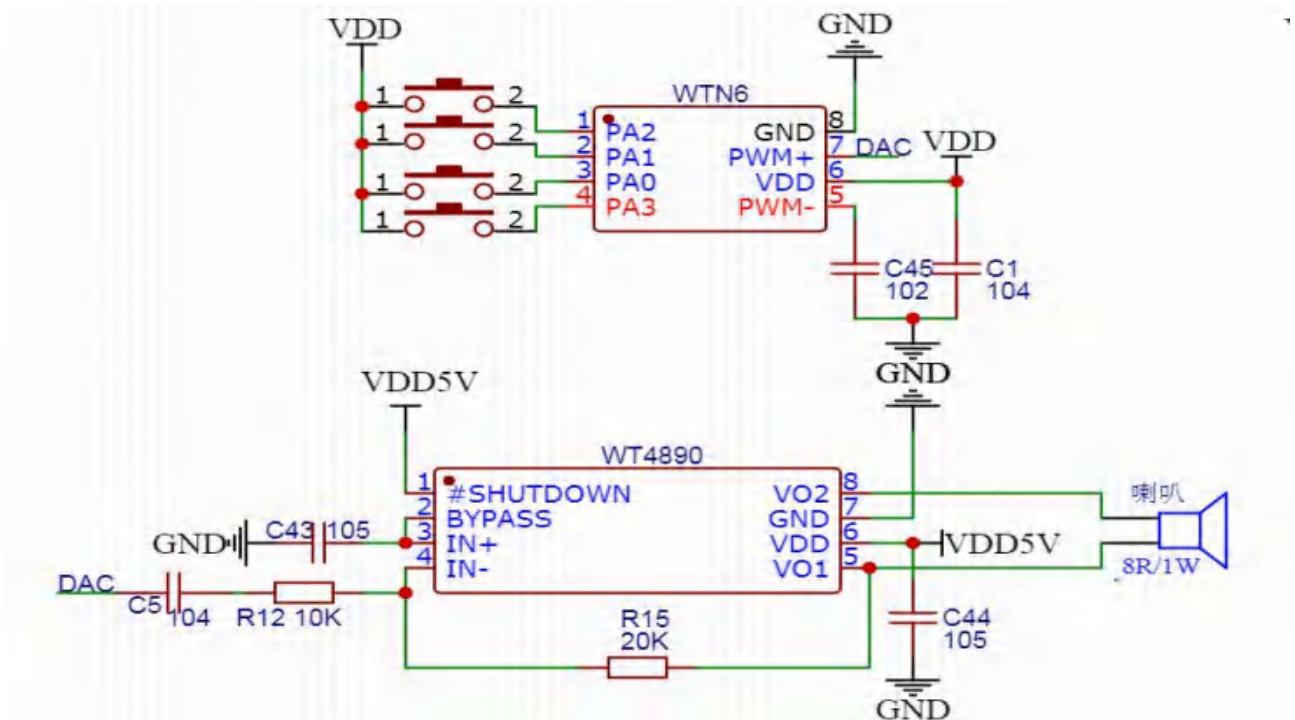 VDD
GND
1 2
1 2
1 2
1 2
WTN6
1 PA2 GND 8
2 PA1 PWM+ 7 DAC
VDD
3 PA0 VDD 6
4 PA3 PWM- 5
C45
102
C1
104
GND
VDD5V
GND
WT4890
1 #SHUTDOWN VO2 8
2 BYPASS GND 7
3 IN+ VDD 6 VDD5V
4 IN- VO1 5
GND C43 105
DAC C5 104 R12 10K
喇叭
8R/1W
R15
20K
C44
105
GND